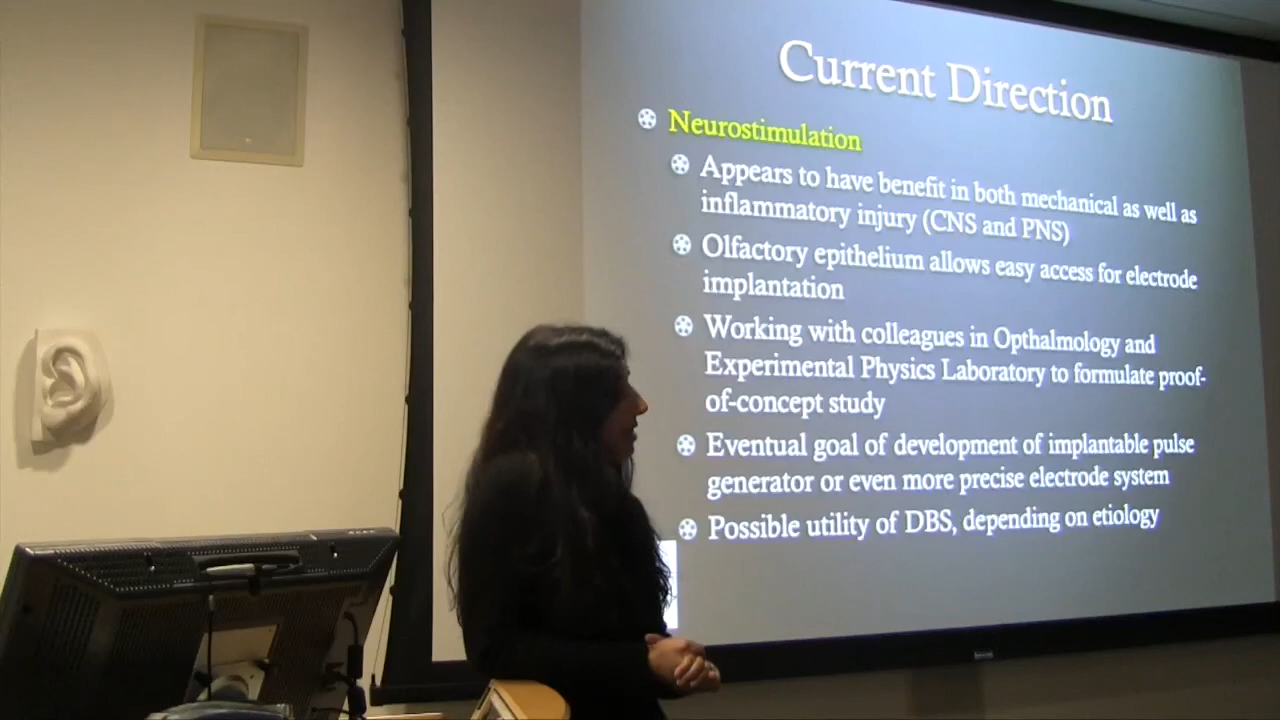 Current Direction
Neurostimulation
Appears to have benefit in both mechanical as well as
inflammatory injury (CNS and PNS)
Olfactory epithelium allows easy access for electrode
implantation
Working with colleagues in Opthalmology and
Experimental Physics Laboratory to formulate proof-
of-concept study
Eventual goal of development of implantable pulse
generator or even more precise electrode system
Possible utility of DBS, depending on etiology